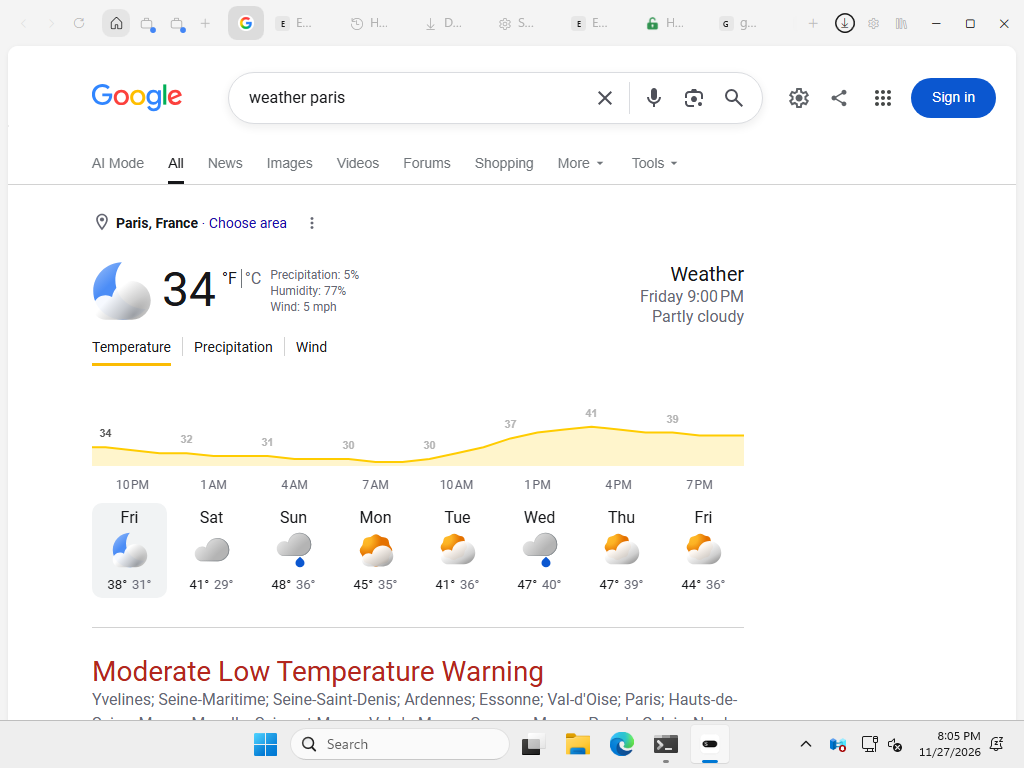 E...
H...
D...
S...
E...
H...
g...
Google
weather paris
Sign in
AI Mode
All
News
Images
Videos
Forums
Shopping
More
Tools
Paris, France · Choose area
34 °F | °C
Precipitation: 5%
Humidity: 77%
Wind: 5 mph
Weather
Friday 9:00 PM
Partly cloudy
Temperature
Precipitation
Wind
34 32 31 30 30 37 41 39
10 PM 1 AM 4 AM 7 AM 10 AM 1 PM 4 PM 7 PM
Fri Sat Sun Mon Tue Wed Thu Fri
38° 31° 41° 29° 48° 36° 45° 35° 41° 36° 47° 40° 47° 39° 44° 36°
Moderate Low Temperature Warning
Yvelines; Seine-Maritime; Seine-Saint-Denis; Ardennes; Essonne; Val-d'Oise; Paris; Hauts-de-
Search
8:05 PM
11/27/2026